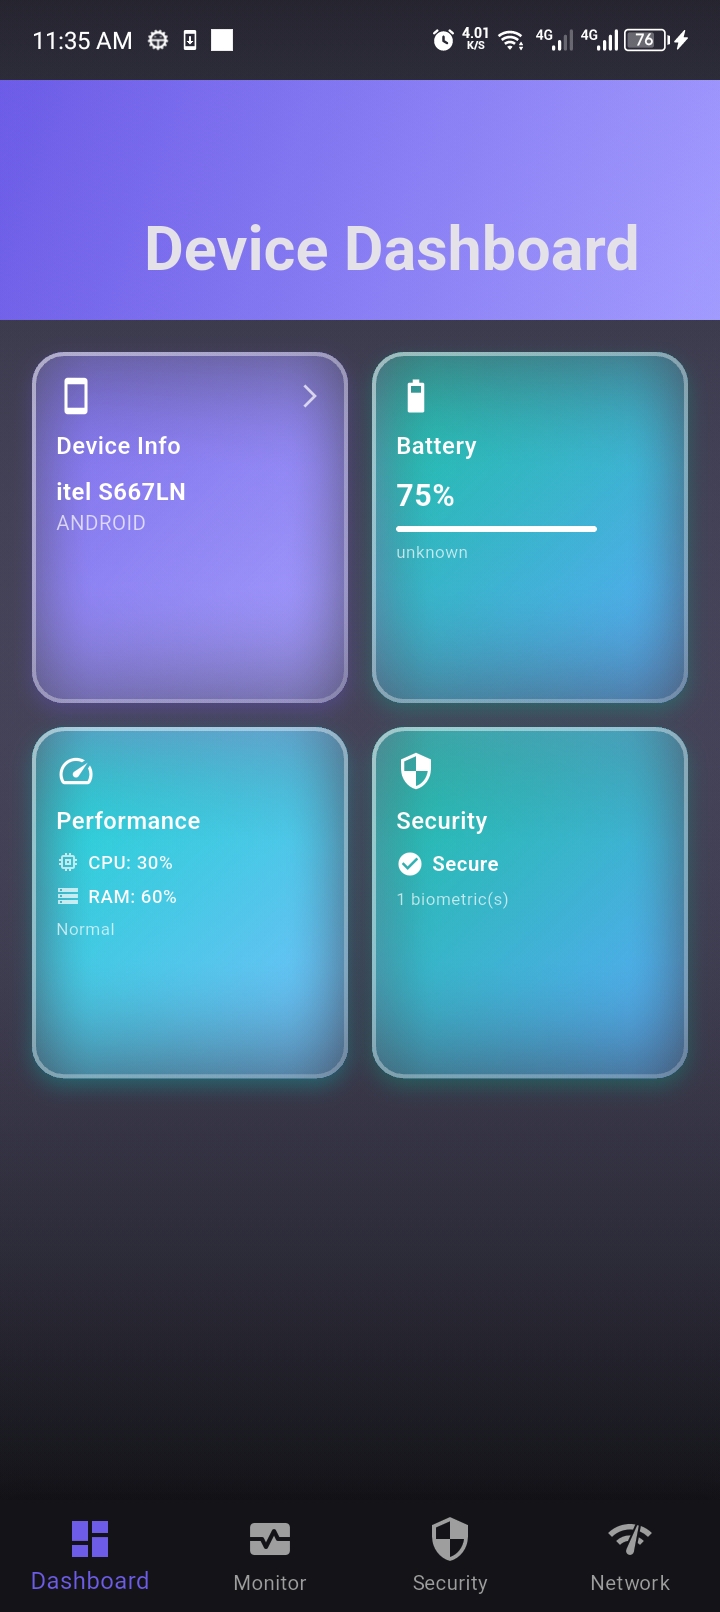 11:35 AM
4.01
K/S
4G
4G
76
Device Dashboard
Device Info
itel S667LN
ANDROID
Battery
75%
unknown
Performance
CPU: 30%
RAM: 60%
Normal
Security
Secure
1 biometric(s)
Dashboard
Monitor
Security
Network